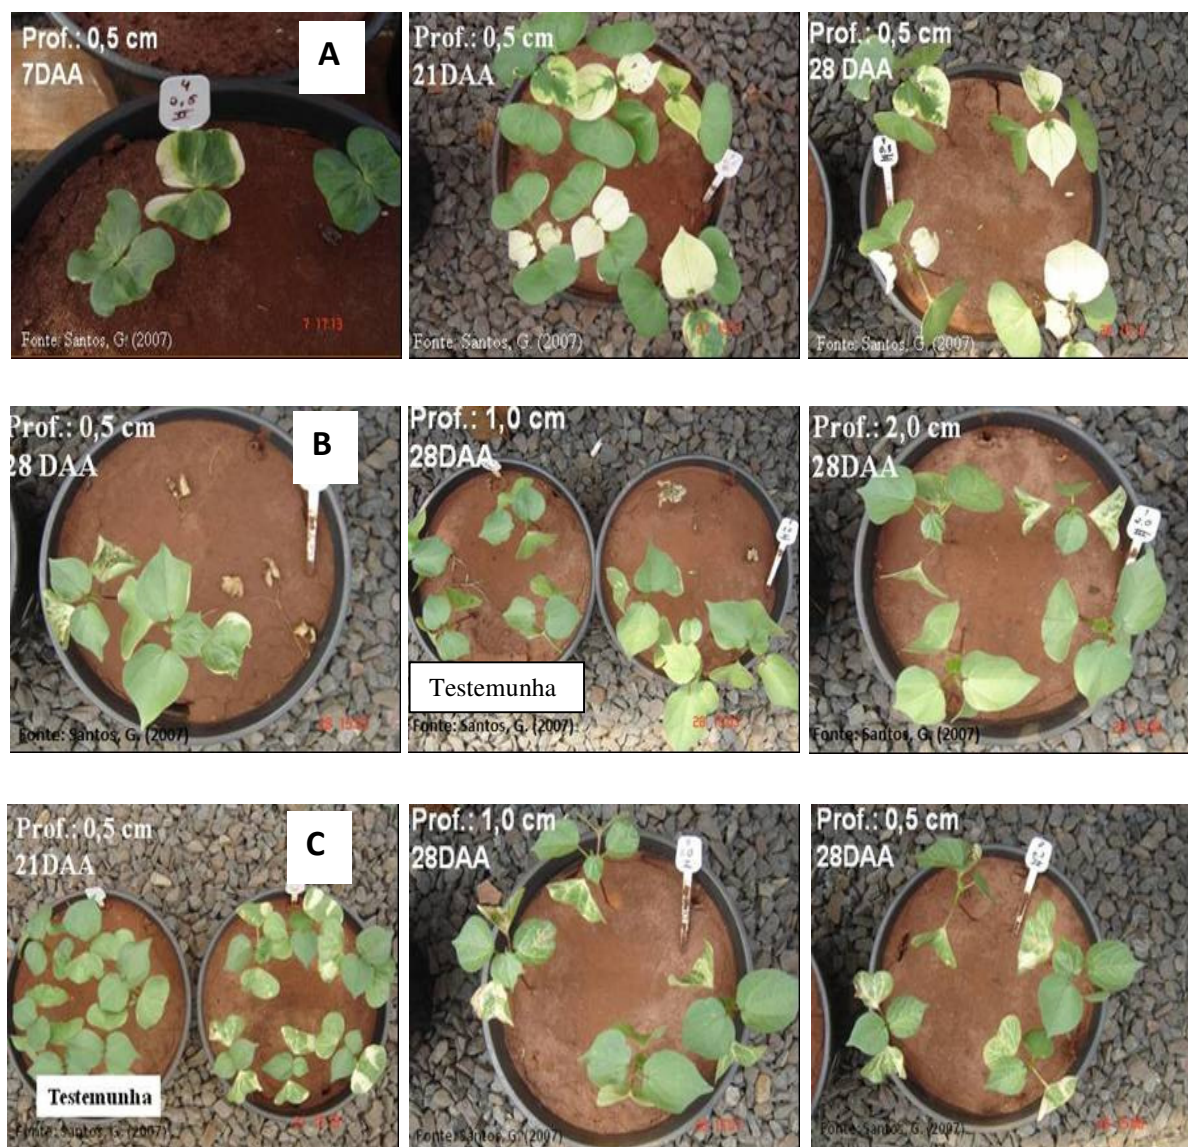 Prof.: 0,5 cm
7DAA
A
4
0,5
III
7 17:13
Fonte: Santos, G. (2007)
Prof.: 0,5 cm
21DAA
Fonte: Santos, G. (2007)
Prof.: 0,5 cm
28 DAA
Fonte: Santos, G. (2007)
Prof.: 0,5 cm
28 DAA
B
Fonte: Santos, G. (2007)
Prof.: 1,0 cm
28DAA
Testemunha
Fonte: Santos, G. (2007)
Prof.: 2,0 cm
28DAA
Fonte: Santos, G. (2007)
Prof.: 0,5 cm
21DAA
C
Testemunha
Fonte: Santos, G. (2007)
Prof.: 1,0 cm
28DAA
Fonte: Santos, G. (2007)
Prof.: 0,5 cm
28DAA
Fonte: Santos, G. (2007)